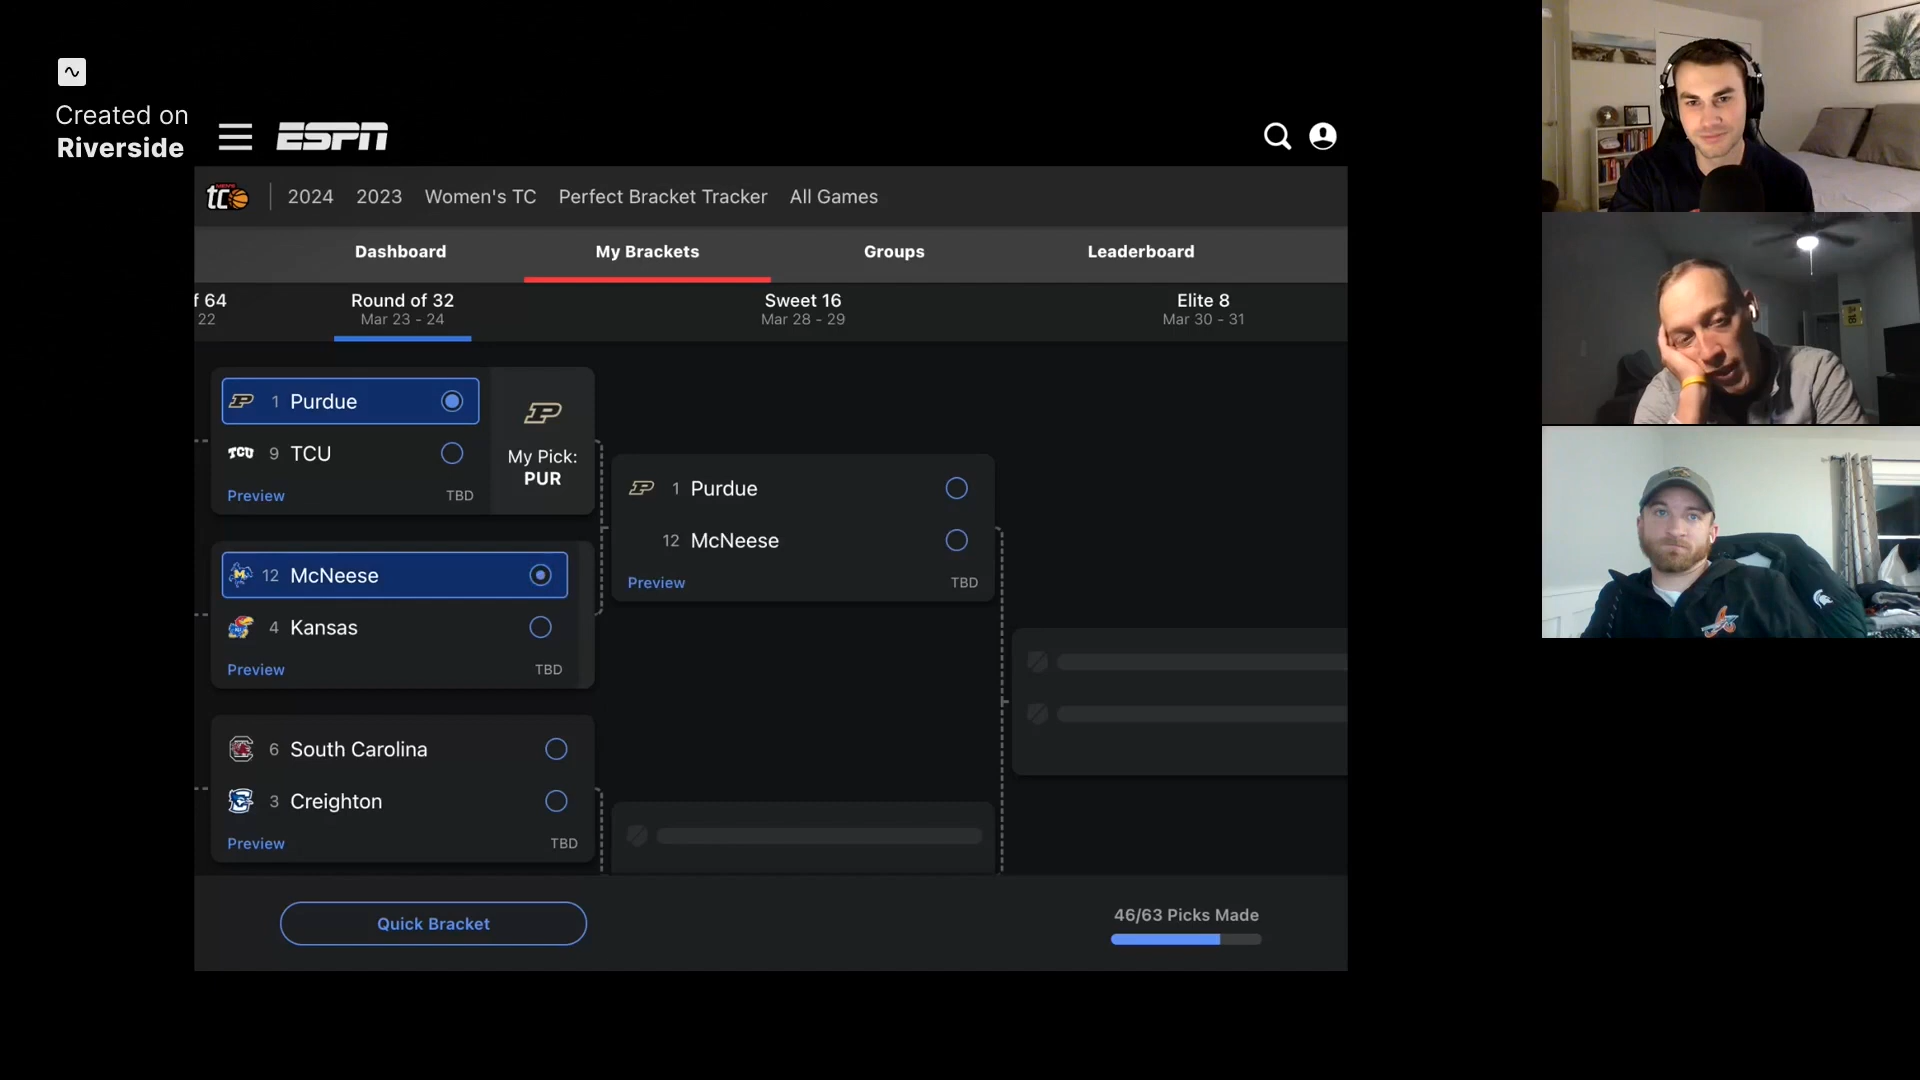 Created on
Riverside
ESPN
MEN'S
tc
2024 2023 Women's TC Perfect Bracket Tracker All Games
Dashboard My Brackets Groups Leaderboard
f 64 Round of 32 Sweet 16 Elite 8
22 Mar 23 - 24 Mar 28 - 29 Mar 30 - 31
1 Purdue
TCU 9 TCU
Preview TBD
My Pick:
PUR
12 McNeese
4 Kansas
Preview TBD
6 South Carolina
3 Creighton
Preview TBD
1 Purdue
12 McNeese
Preview TBD
Quick Bracket
46/63 Picks Made